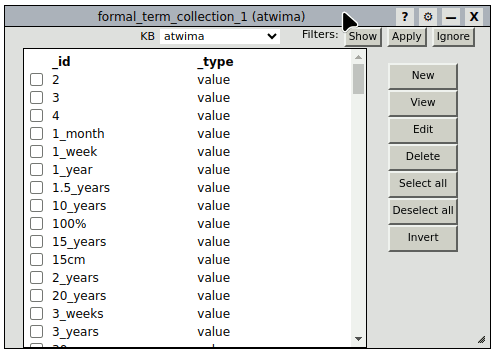 formal_term_collection_1 (atwima) ? ⚙ — X
KB atwima Filters: Show Apply Ignore
_id _type
2 value
3 value
4 value
1_month value
1_week value
1_year value
1.5_years value
10_years value
100% value
15_years value
15cm value
2_years value
20_years value
3_weeks value
3_years value
New
View
Edit
Delete
Select all
Deselect all
Invert